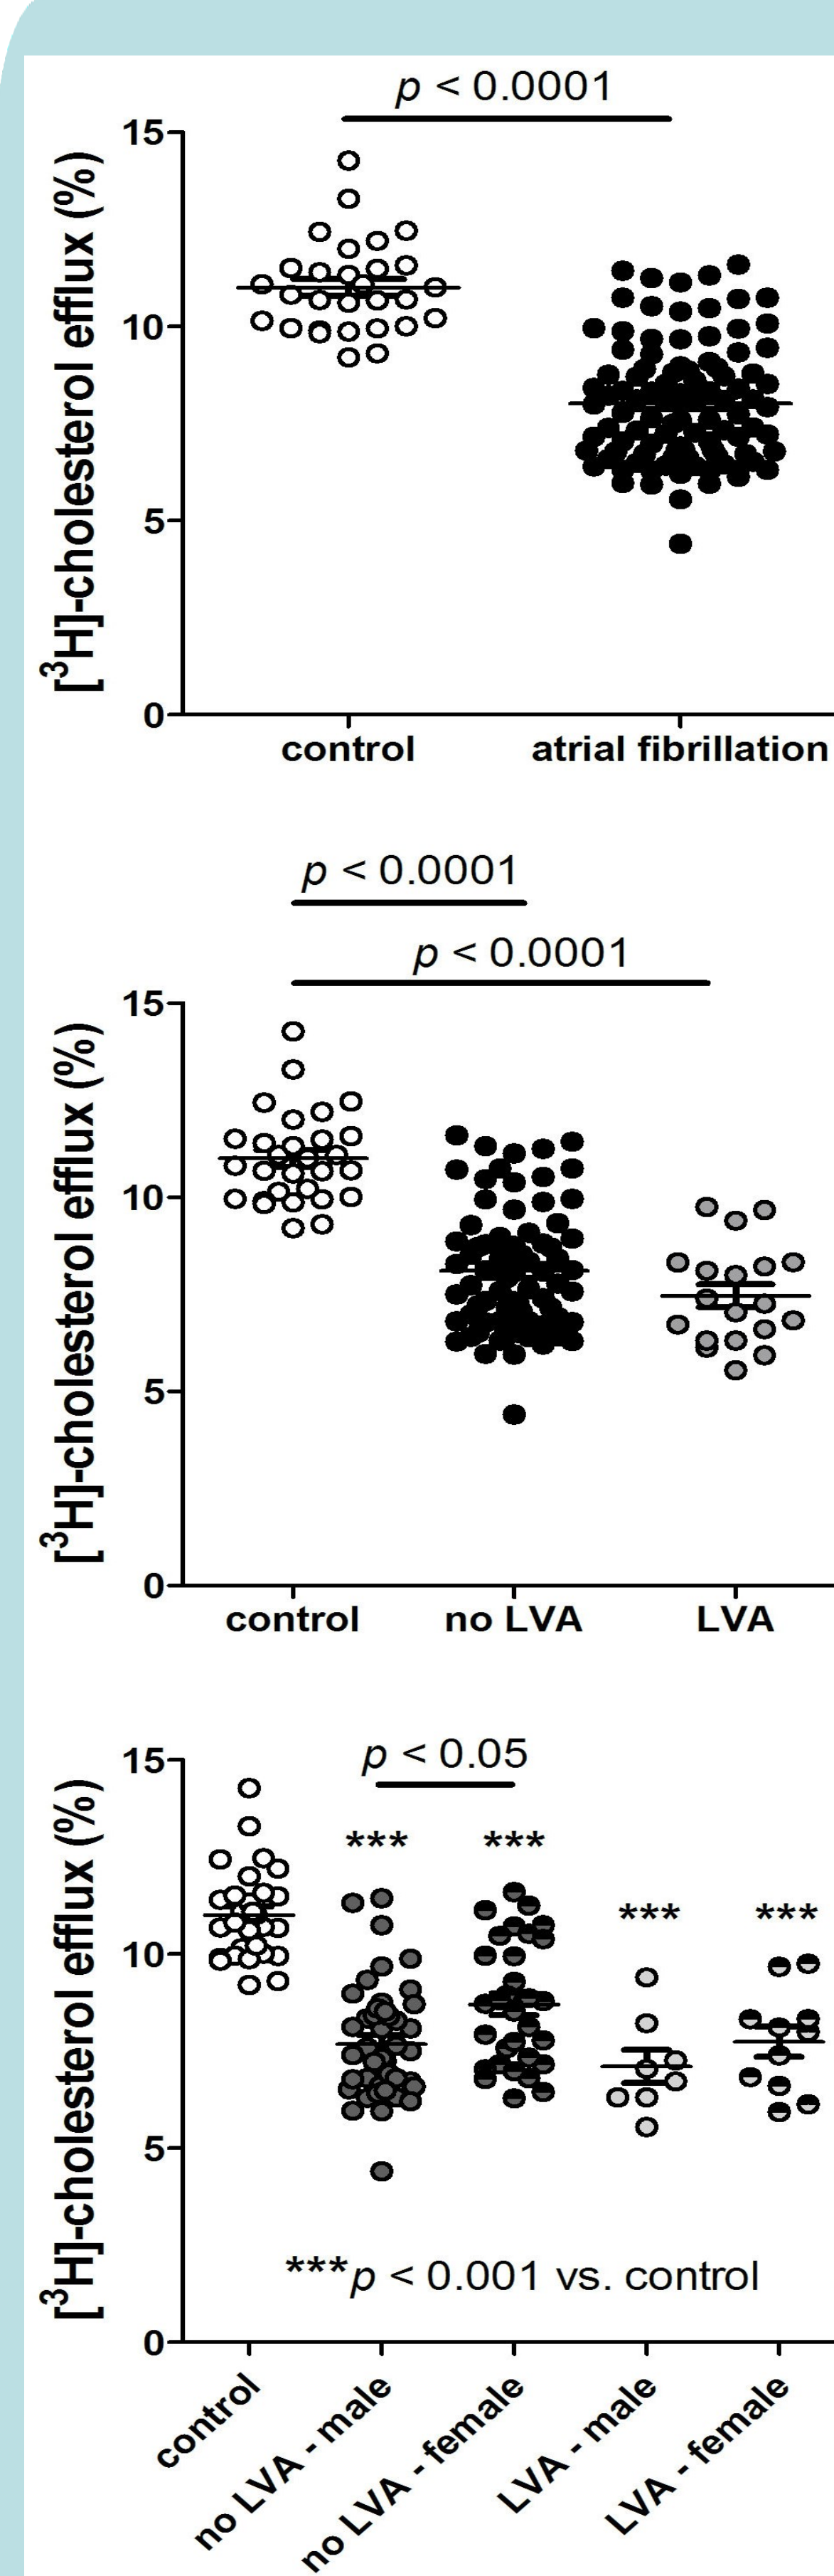 p < 0.0001
15
10
5
0
[³H]-cholesterol efflux (%)
control atrial fibrillation
p < 0.0001
p < 0.0001
15
10
5
0
[³H]-cholesterol efflux (%)
control no LVA LVA
p < 0.05
15
10
5
0
[³H]-cholesterol efflux (%)
*** ***
*** ***
***p < 0.001 vs. control
control
no LVA - male
no LVA - female
LVA - male
LVA - female